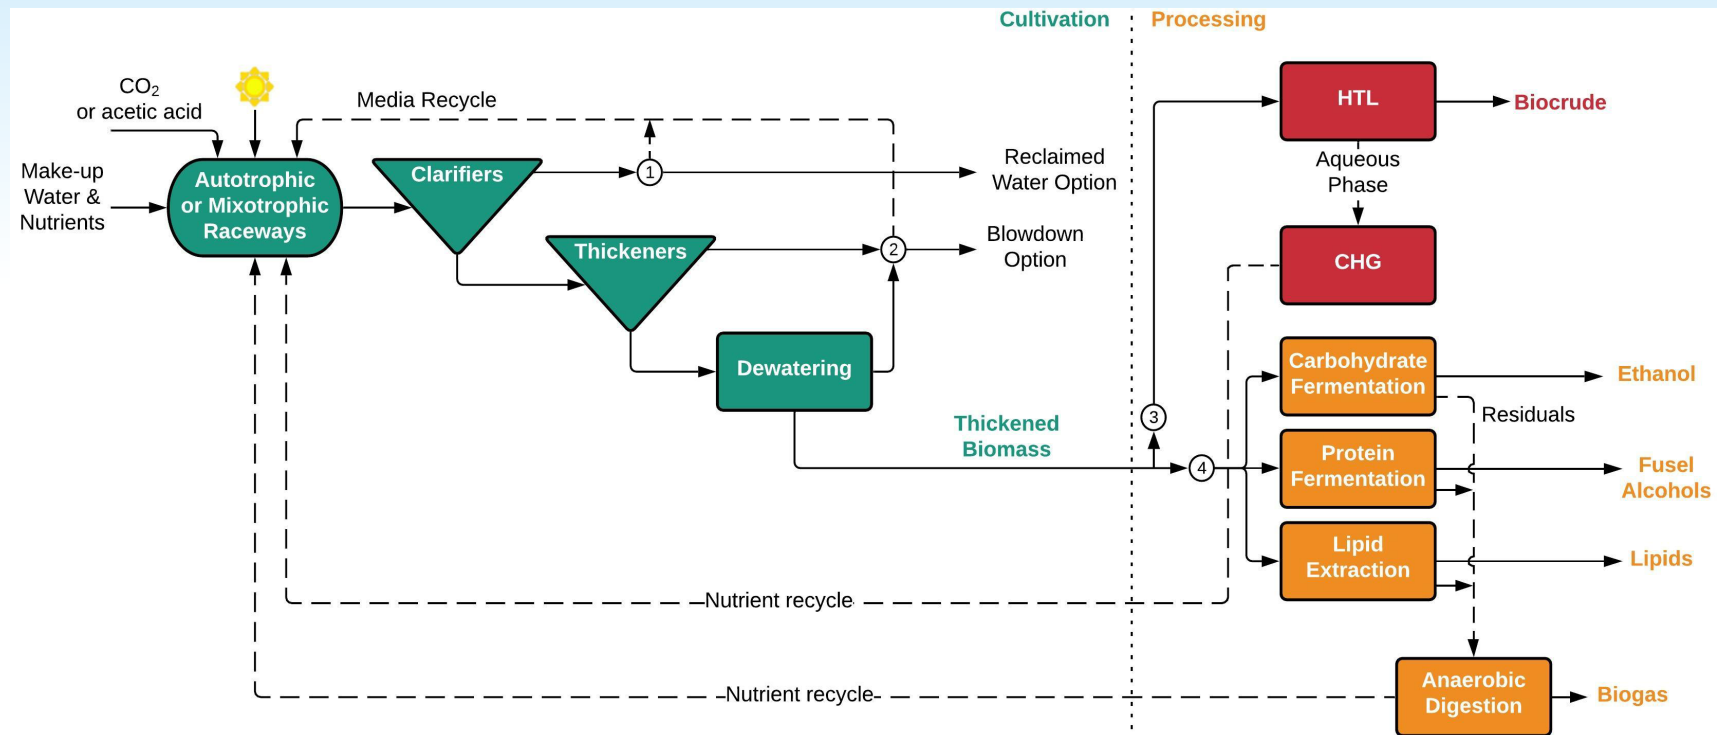 Cultivation
Processing
CO₂
or acetic acid
Media Recycle
Make-up
Water &
Nutrients
Autotrophic
or Mixotrophic
Raceways
Clarifiers
1
Reclaimed
Water Option
Thickeners
2
Blowdown
Option
Dewatering
Thickened
Biomass
3
4
HTL
Biocrude
Aqueous
Phase
CHG
Carbohydrate
Fermentation
Ethanol
Residuals
Protein
Fermentation
Fusel
Alcohols
Lipid
Extraction
Lipids
Nutrient recycle
Nutrient recycle
Anaerobic
Digestion
Biogas